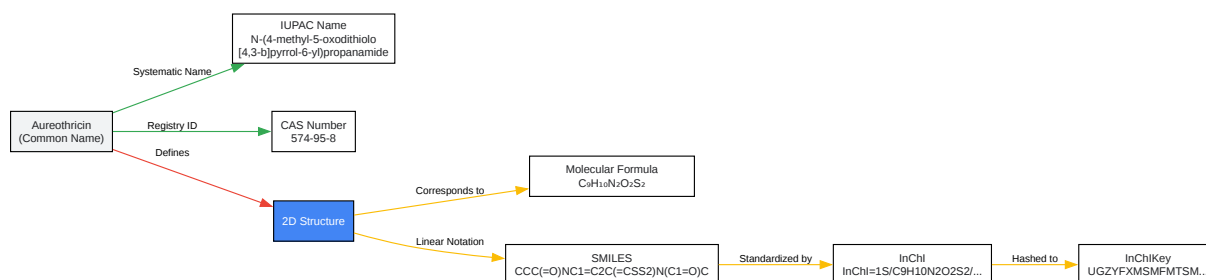 IUPAC Name
N-(4-methyl-5-oxodithiolo
[4,3-b]pyrrol-6-yl)propanamide
Systematic Name
Aureothricin
(Common Name)
Registry ID
CAS Number
574-95-8
Defines
2D Structure
Corresponds to
Molecular Formula
C₉H₁₀N₂O₂S₂
Linear Notation
SMILES
CCC(=O)NC1=C2C(=CSS2)N(C1=O)C
Standardized by
InChI
InChI=1S/C9H10N2O2S2/...
Hashed to
InChIKey
UGZYFXMSMFMTSM...